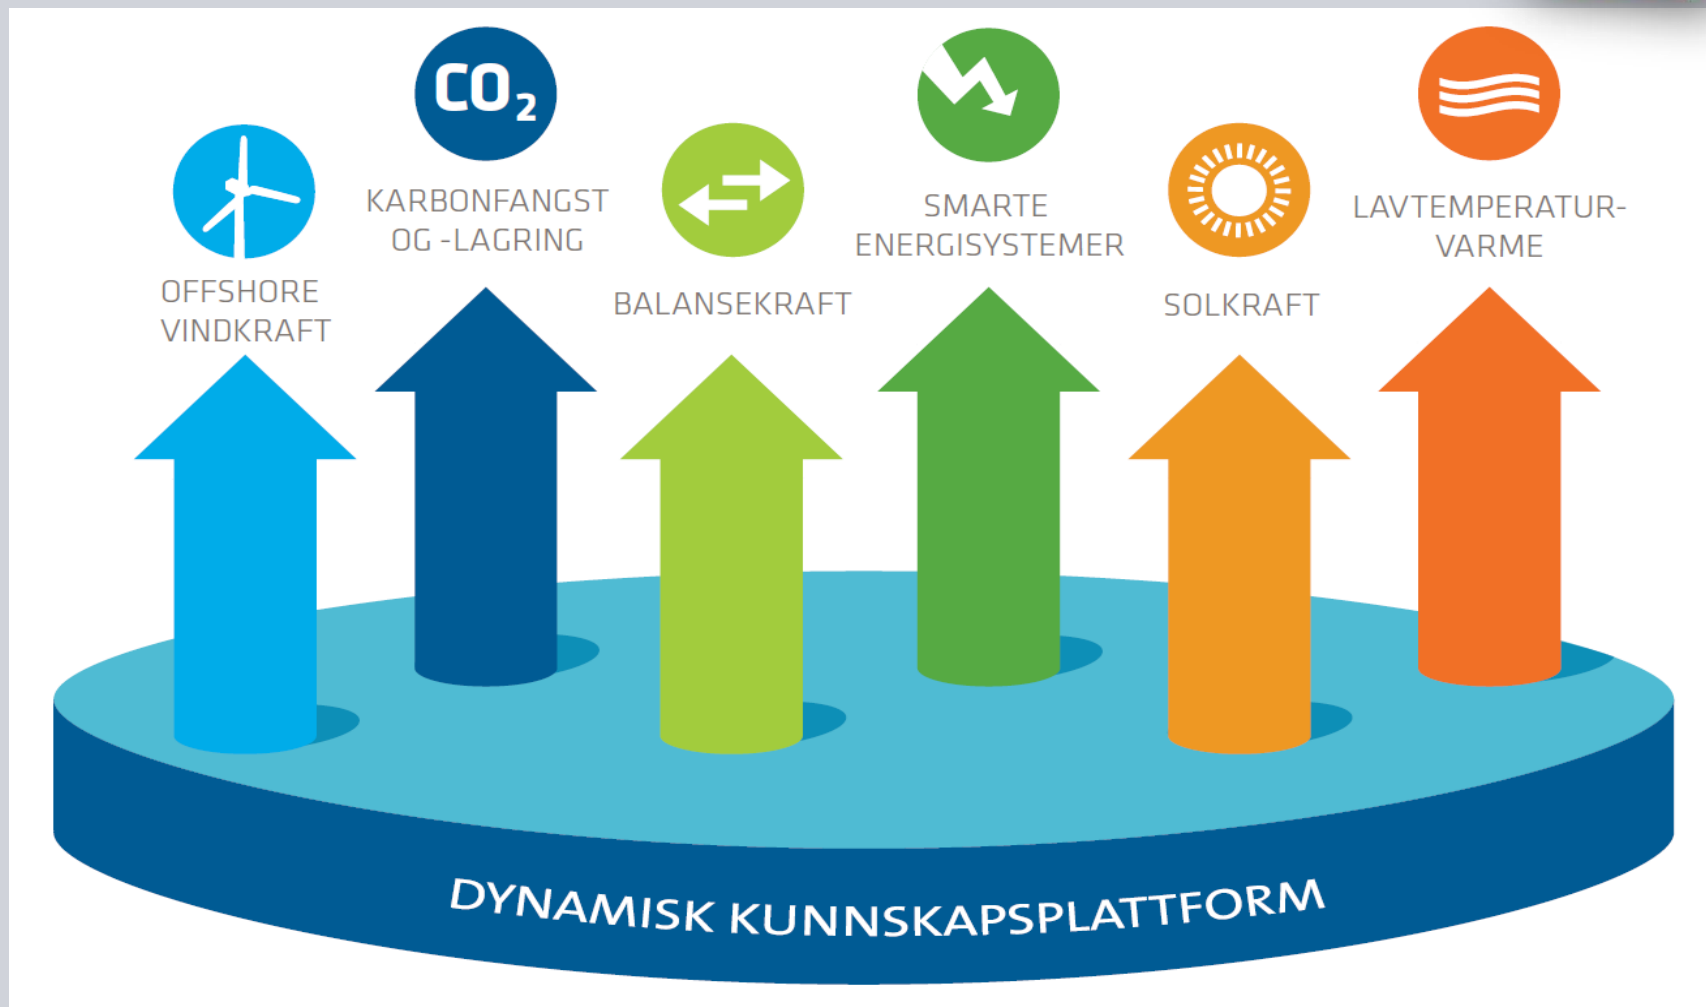 OFFSHORE
VINDKRAFT
CO₂
KARBONFANGST
OG -LAGRING
BALANSEKRAFT
SMARTE
ENERGISYSTEMER
SOLKRAFT
LAVTEMPERATUR-
VARME
DYNAMISK KUNNSKAPSPLATTFORM